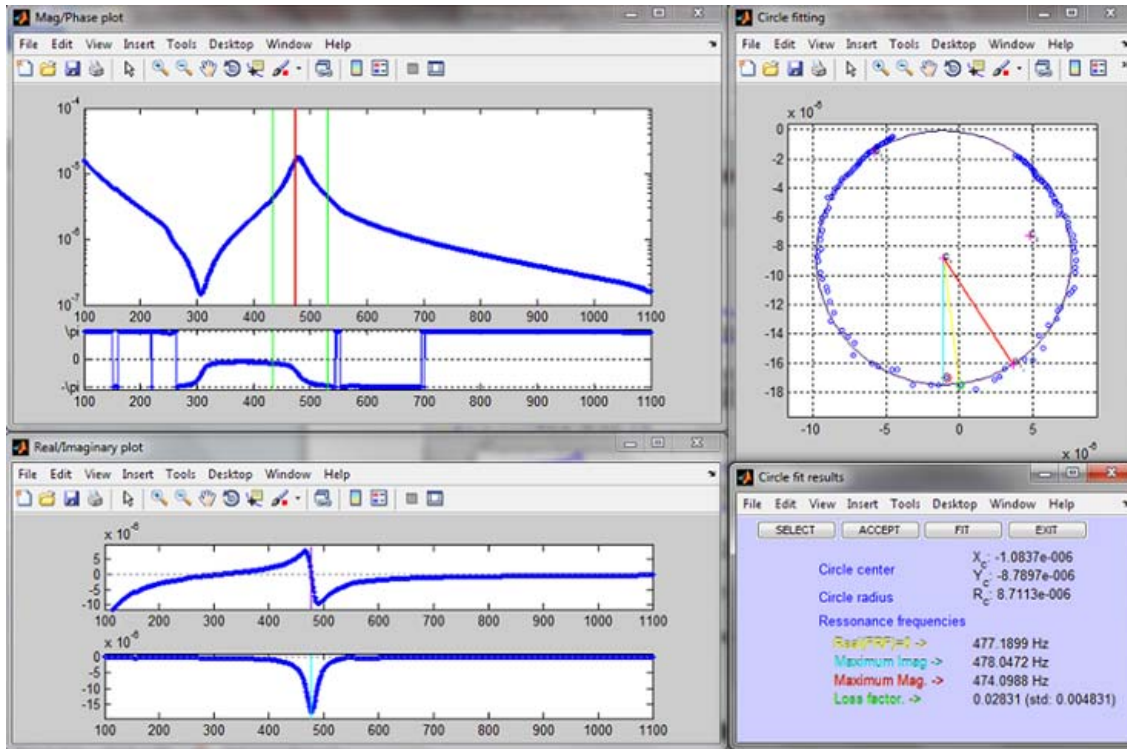 Mag/Phase plot
File Edit View Insert Tools Desktop Window Help
10^-4
10^-5
10^-6
10^-7
100 200 300 400 500 600 700 800 900 1000 1100
\pi
0
-\pi
100 200 300 400 500 600 700 800 900 1000 1100
Real/Imaginary plot
File Edit View Insert Tools Desktop Window Help
x 10^-6
5
0
-5
-10
100 200 300 400 500 600 700 800 900 1000 1100
x 10^-6
0
-5
-10
-15
100 200 300 400 500 600 700 800 900 1000 1100
Circle fitting
File Edit View Insert Tools Desktop Window Help
x 10^-6
0
-2
-4
-6
-8
-10
-12
-14
-16
-18
-10 -5 0 5
x 10^-6
Circle fit results
File Edit View Insert Tools Desktop Window Help
SELECT ACCEPT FIT EXIT
Circle center X_c: -1.0837e-006
Y_c: -8.7897e-006
Circle radius R_c: 8.7113e-006
Ressonance frequencies
Real(FRF)=0 -> 477.1899 Hz
Maximum Imag -> 478.0472 Hz
Maximum Mag. -> 474.0988 Hz
Loss factor. -> 0.02831 (std: 0.004831)